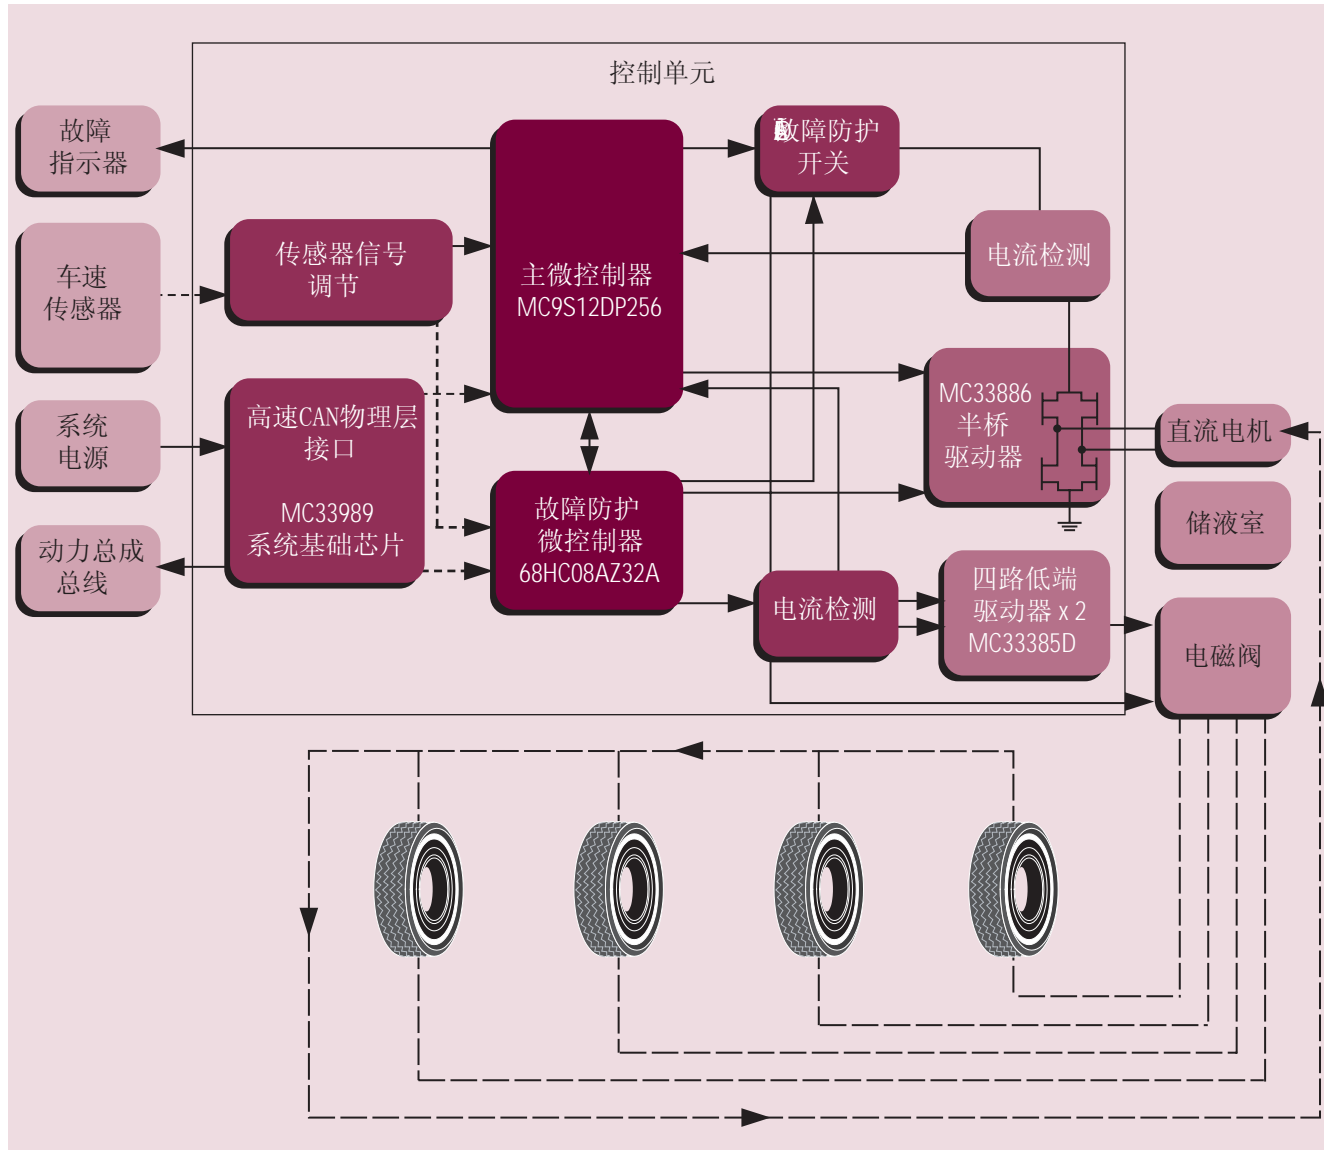 控制单元
故障
指示器
车速
传感器
系统
电源
动力总成
总线
传感器信号
调节
高速CAN物理层
接口
MC33989
系统基础芯片
主微控制器
MC9S12DP256
故障防护
微控制器
68HC08AZ32A
故障防护
开关
电流检测
MC33886
半桥
驱动器
电流检测
四路低端
驱动器 x 2
MC33385D
直流电机
储液室
电磁阀